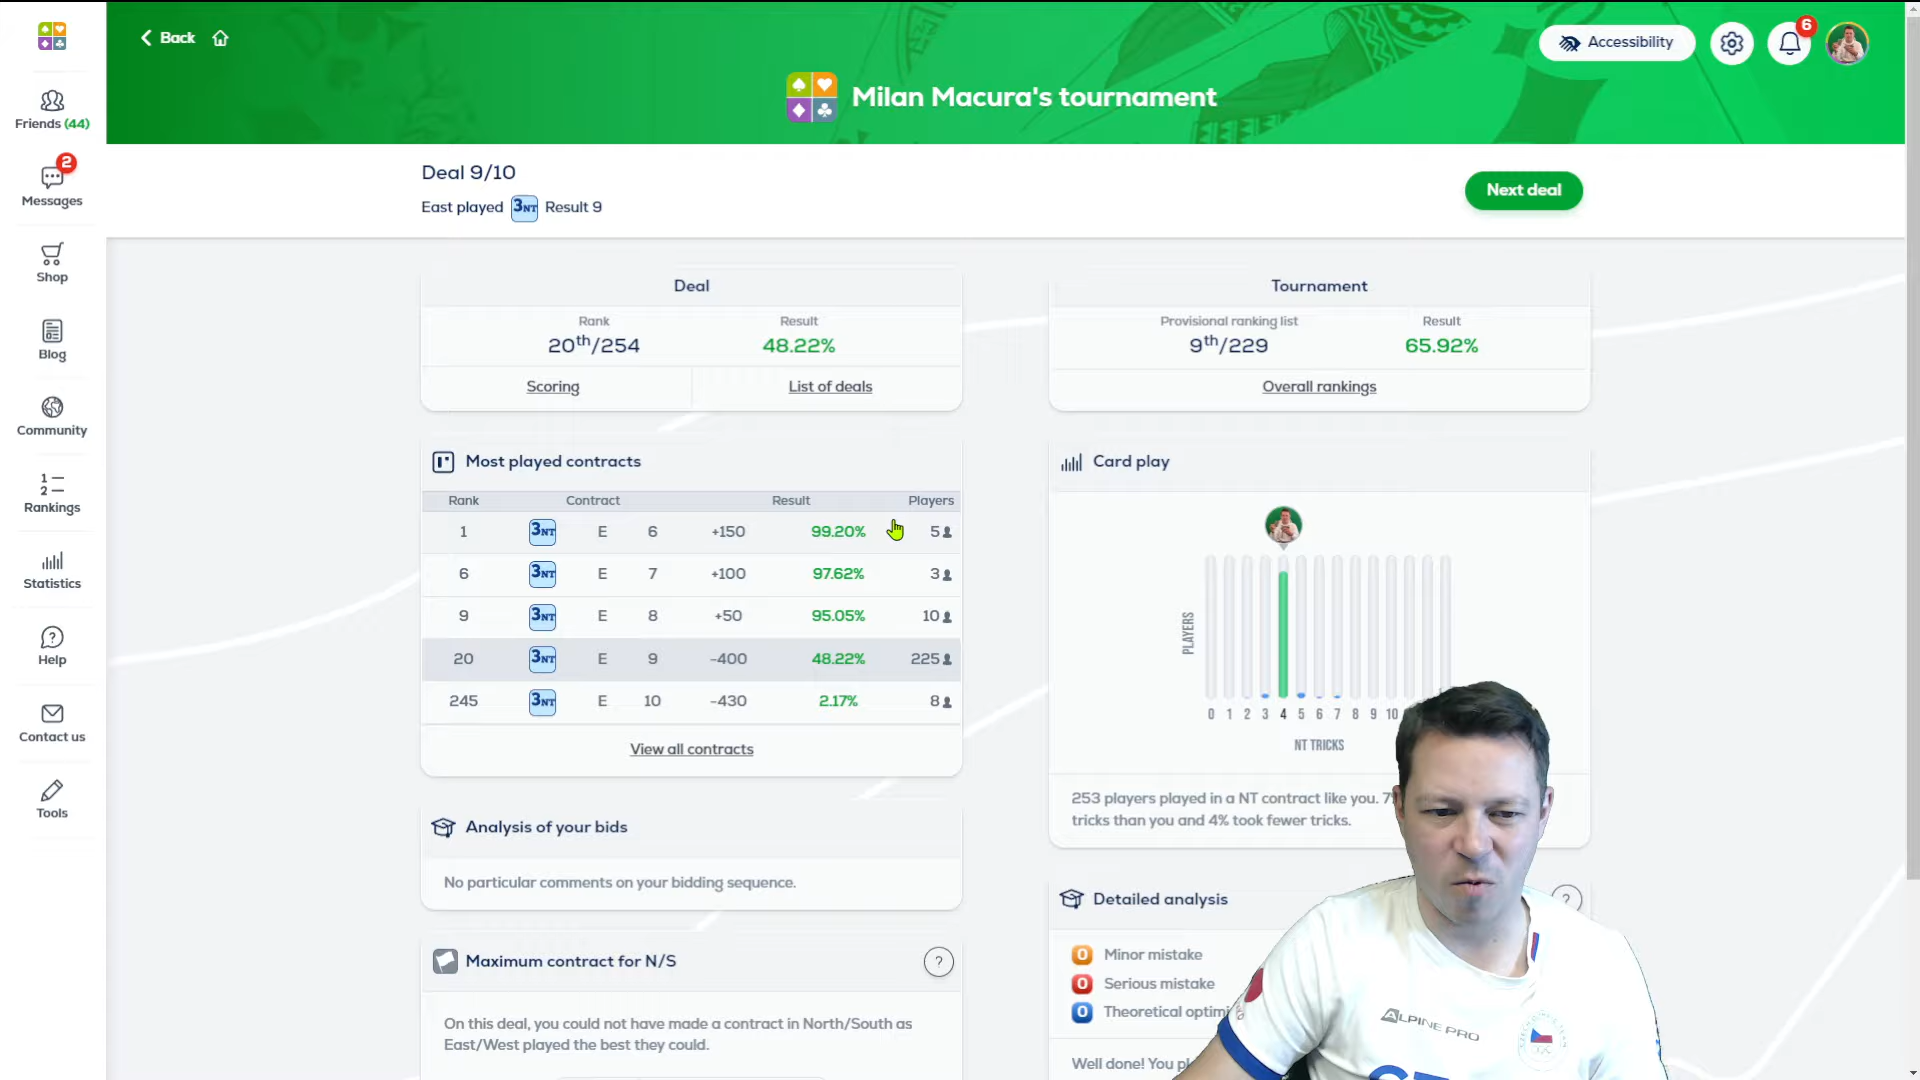 Back
Accessibility
6
Milan Macura's tournament
Friends (44)
2
Messages
Shop
Blog
Community
1
2
Rankings
Statistics
Help
Contact us
Tools
Deal 9/10
East played 3NT Result 9
Next deal
Deal
Rank Result
20th/254 48.22%
Scoring List of deals
Tournament
Provisional ranking list Result
9th/229 65.92%
Overall rankings
Most played contracts
Rank Contract Result Players
1 3NT E 6 +150 99.20% 5
6 3NT E 7 +100 97.62% 3
9 3NT E 8 +50 95.05% 10
20 3NT E 9 -400 48.22% 225
245 3NT E 10 -430 2.17% 8
View all contracts
Card play
PLAYERS
0 1 2 3 4 5 6 7 8 9 10
NT TRICKS
253 players played in a NT contract like you.
tricks than you and 4% took fewer tricks.
Analysis of your bids
No particular comments on your bidding sequence.
Maximum contract for N/S
?
On this deal, you could not have made a contract in North/South as
East/West played the best they could.
Detailed analysis
?
0 Minor mistake
0 Serious mistake
0 Theoretical
Well done! You
ALPINE PRO